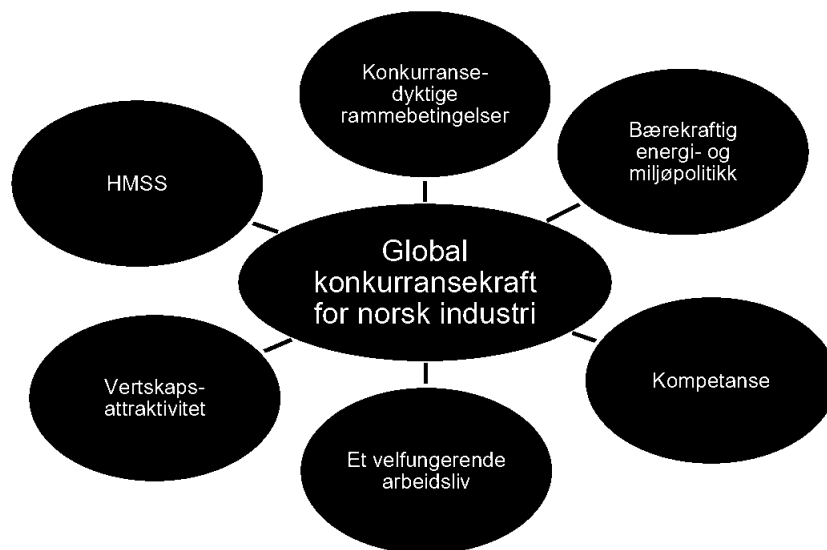 Konkurranse-
dyktige
rammebetingelser
Bærekraftig
energi- og
miljøpolitikk
HMSS
Global
konkurransekraft
for norsk industri
Vertskaps-
attraktivitet
Kompetanse
Et velfungerende
arbeidsliv